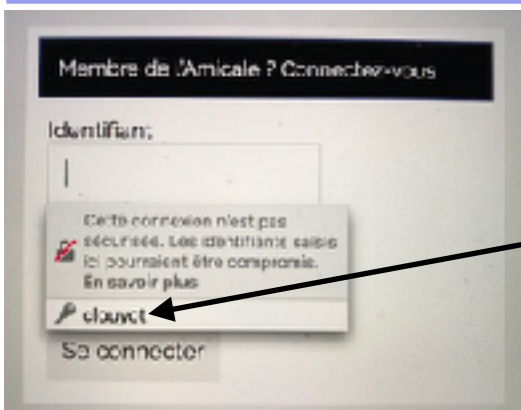 Membre de l'Amicale ? Connectez-vous
Identifiant
Cette connexion n'est pas
sécurisée. Les identifiants saisis
ici pourraient être compromis.
En savoir plus
Se connecter